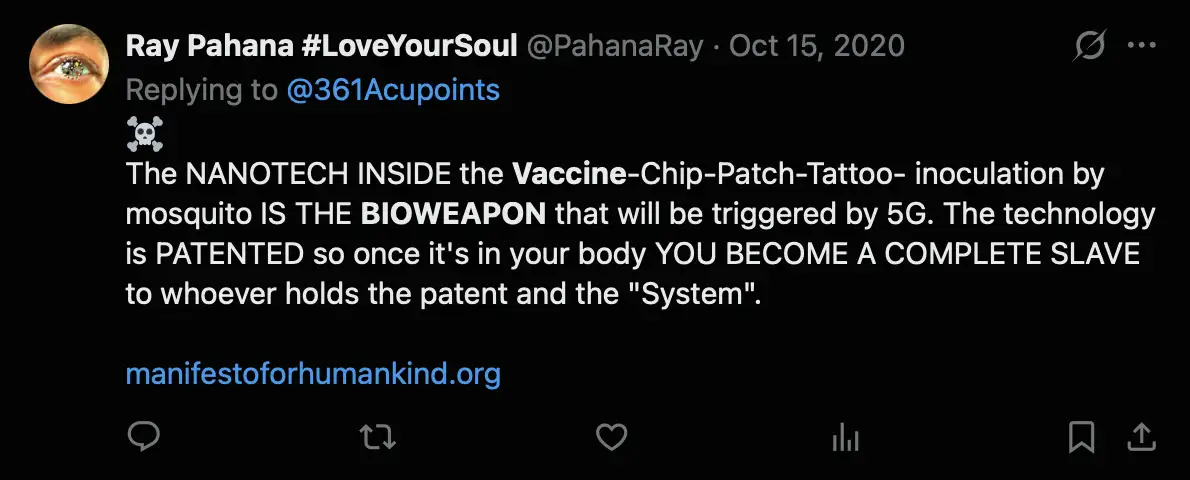 Ray Pahana #LoveYourSoul @PahanaRay · Oct 15, 2020
Replying to @361Acupoints
☠️
The NANOTECH INSIDE the Vaccine-Chip-Patch-Tattoo- inoculation by
mosquito IS THE BIOWEAPON that will be triggered by 5G. The technology
is PATENTED so once it's in your body YOU BECOME A COMPLETE SLAVE
to whoever holds the patent and the "System".
manifestoforhumankind.org